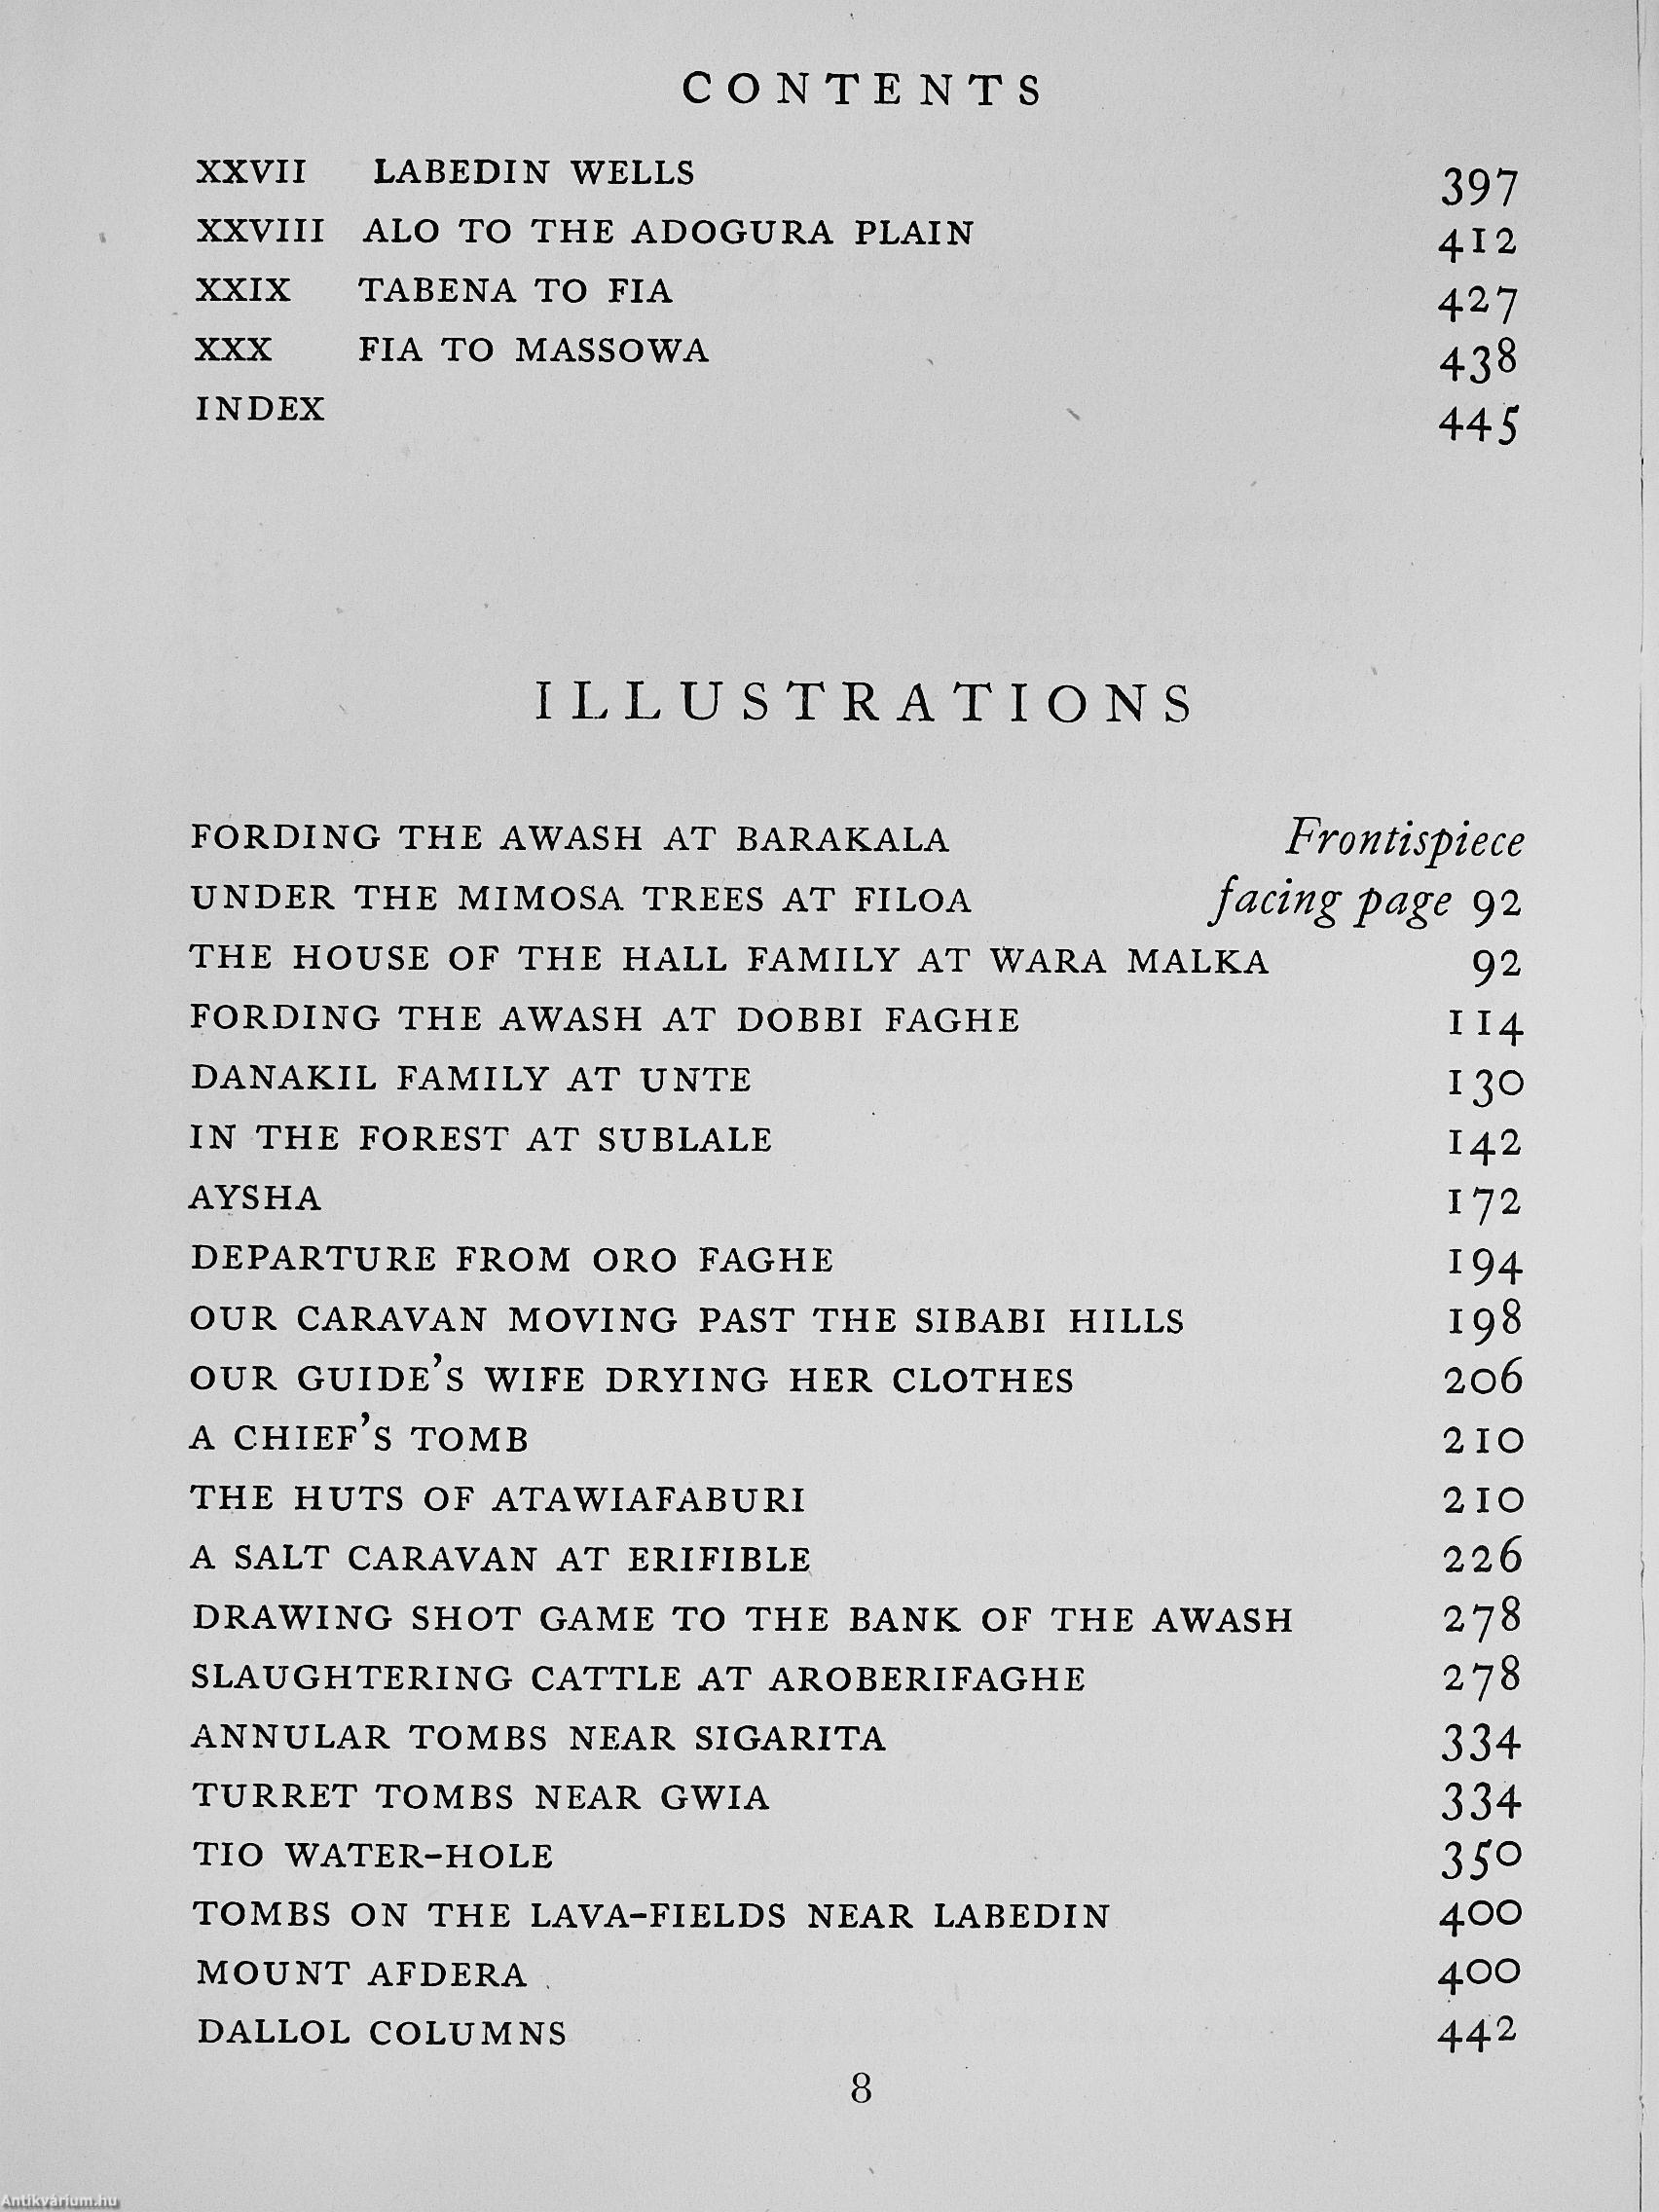 CONTENTS
XXVII LABEDIN WELLS 397
XXVIII ALO TO THE ADOGURA PLAIN 412
XXIX TABENA TO FIA 427
XXX FIA TO MASSOWA 438
INDEX 445
ILLUSTRATIONS
FORDING THE AWASH AT BARAKALA Frontispiece
UNDER THE MIMOSA TREES AT FILOA facing page 92
THE HOUSE OF THE HALL FAMILY AT WARA MALKA 92
FORDING THE AWASH AT DOBBI FAGHE 114
DANAKIL FAMILY AT UNTE 130
IN THE FOREST AT SUBLALE 142
AYSHA 172
DEPARTURE FROM ORO FAGHE 194
OUR CARAVAN MOVING PAST THE SIBABI HILLS 198
OUR GUIDE'S WIFE DRYING HER CLOTHES 206
A CHIEF'S TOMB 210
THE HUTS OF ATAWIAFABURI 210
A SALT CARAVAN AT ERIFIBLE 226
DRAWING SHOT GAME TO THE BANK OF THE AWASH 278
SLAUGHTERING CATTLE AT AROBERIFAGHE 278
ANNULAR TOMBS NEAR SIGARITA 334
TURRET TOMBS NEAR GWIA 334
TIO WATER-HOLE 350
TOMBS ON THE LAVA-FIELDS NEAR LABEDIN 400
MOUNT AFDERA 400
DALLOL COLUMNS 442
8
Antikvárium.hu